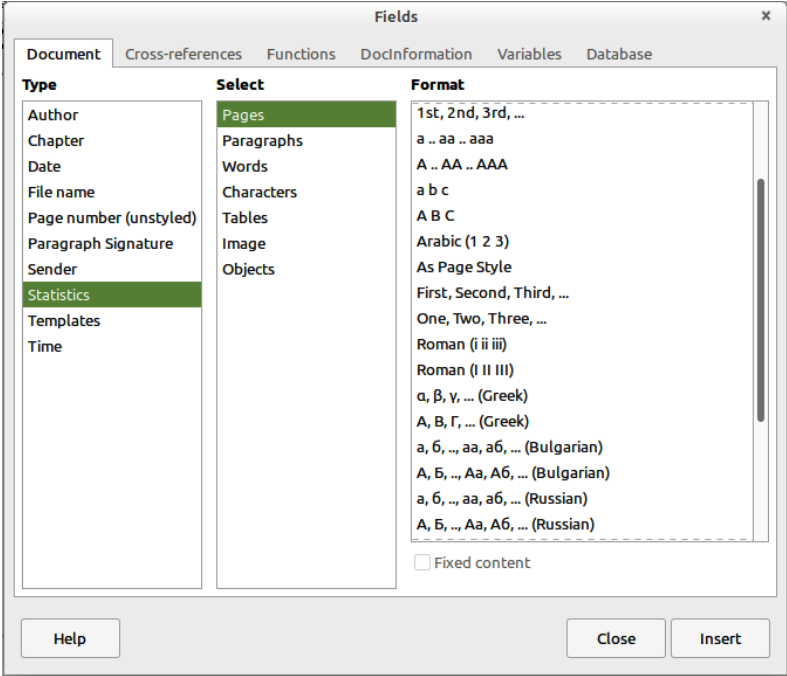 Fields
Document Cross-references Functions DocInformation Variables Database
Type
Author
Chapter
Date
File name
Page number (unstyled)
Paragraph Signature
Sender
Statistics
Templates
Time
Select
Pages
Paragraphs
Words
Characters
Tables
Image
Objects
Format
1st, 2nd, 3rd, ...
a .. aa .. aaa
A .. AA .. AAA
a b c
A B C
Arabic (1 2 3)
As Page Style
First, Second, Third, ...
One, Two, Three, ...
Roman (i ii iii)
Roman (I II III)
α, β, γ, ... (Greek)
Α, Β, Γ, ... (Greek)
а, б, .., аа, аб, ... (Bulgarian)
А, Б, .., Аа, Аб, ... (Bulgarian)
а, б, .., аа, аб, ... (Russian)
А, Б, .., Аа, Аб, ... (Russian)
Fixed content
Help Close Insert